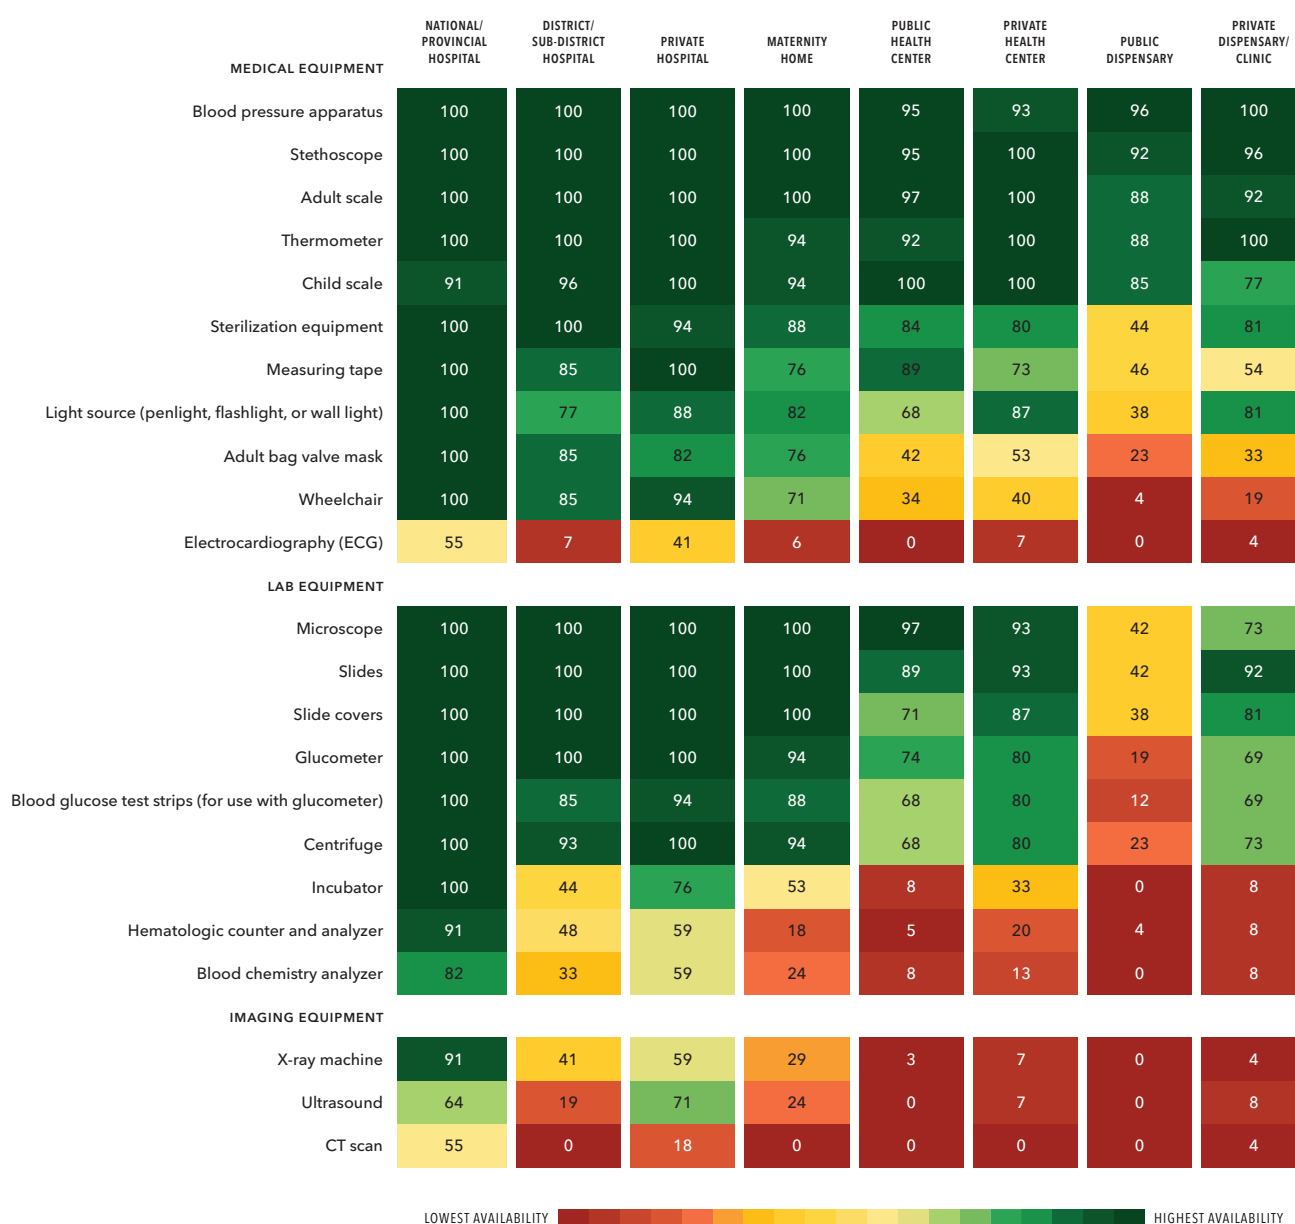 NATIONAL/ PROVINCIAL HOSPITAL DISTRICT/ SUB-DISTRICT HOSPITAL PRIVATE HOSPITAL MATERNITY HOME PUBLIC HEALTH CENTER PRIVATE HEALTH CENTER PUBLIC DISPENSARY PRIVATE DISPENSARY/ CLINIC
MEDICAL EQUIPMENT
Blood pressure apparatus 100 100 100 100 95 93 96 100
Stethoscope 100 100 100 100 95 100 92 96
Adult scale 100 100 100 100 97 100 88 92
Thermometer 100 100 100 94 92 100 88 100
Child scale 91 96 100 94 100 100 85 77
Sterilization equipment 100 100 94 88 84 80 44 81
Measuring tape 100 85 100 76 89 73 46 54
Light source (penlight, flashlight, or wall light) 100 77 88 82 68 87 38 81
Adult bag valve mask 100 85 82 76 42 53 23 33
Wheelchair 100 85 94 71 34 40 4 19
Electrocardiography (ECG) 55 7 41 6 0 7 0 4
LAB EQUIPMENT
Microscope 100 100 100 100 97 93 42 73
Slides 100 100 100 100 89 93 42 92
Slide covers 100 100 100 100 71 87 38 81
Glucometer 100 100 100 94 74 80 19 69
Blood glucose test strips (for use with glucometer) 100 85 94 88 68 80 12 69
Centrifuge 100 93 100 94 68 80 23 73
Incubator 100 44 76 53 8 33 0 8
Hematologic counter and analyzer 91 48 59 18 5 20 4 8
Blood chemistry analyzer 82 33 59 24 8 13 0 8
IMAGING EQUIPMENT
X-ray machine 91 41 59 29 3 7 0 4
Ultrasound 64 19 71 24 0 7 0 8
CT scan 55 0 18 0 0 0 0 4
LOWEST AVAILABILITY HIGHEST AVAILABILITY